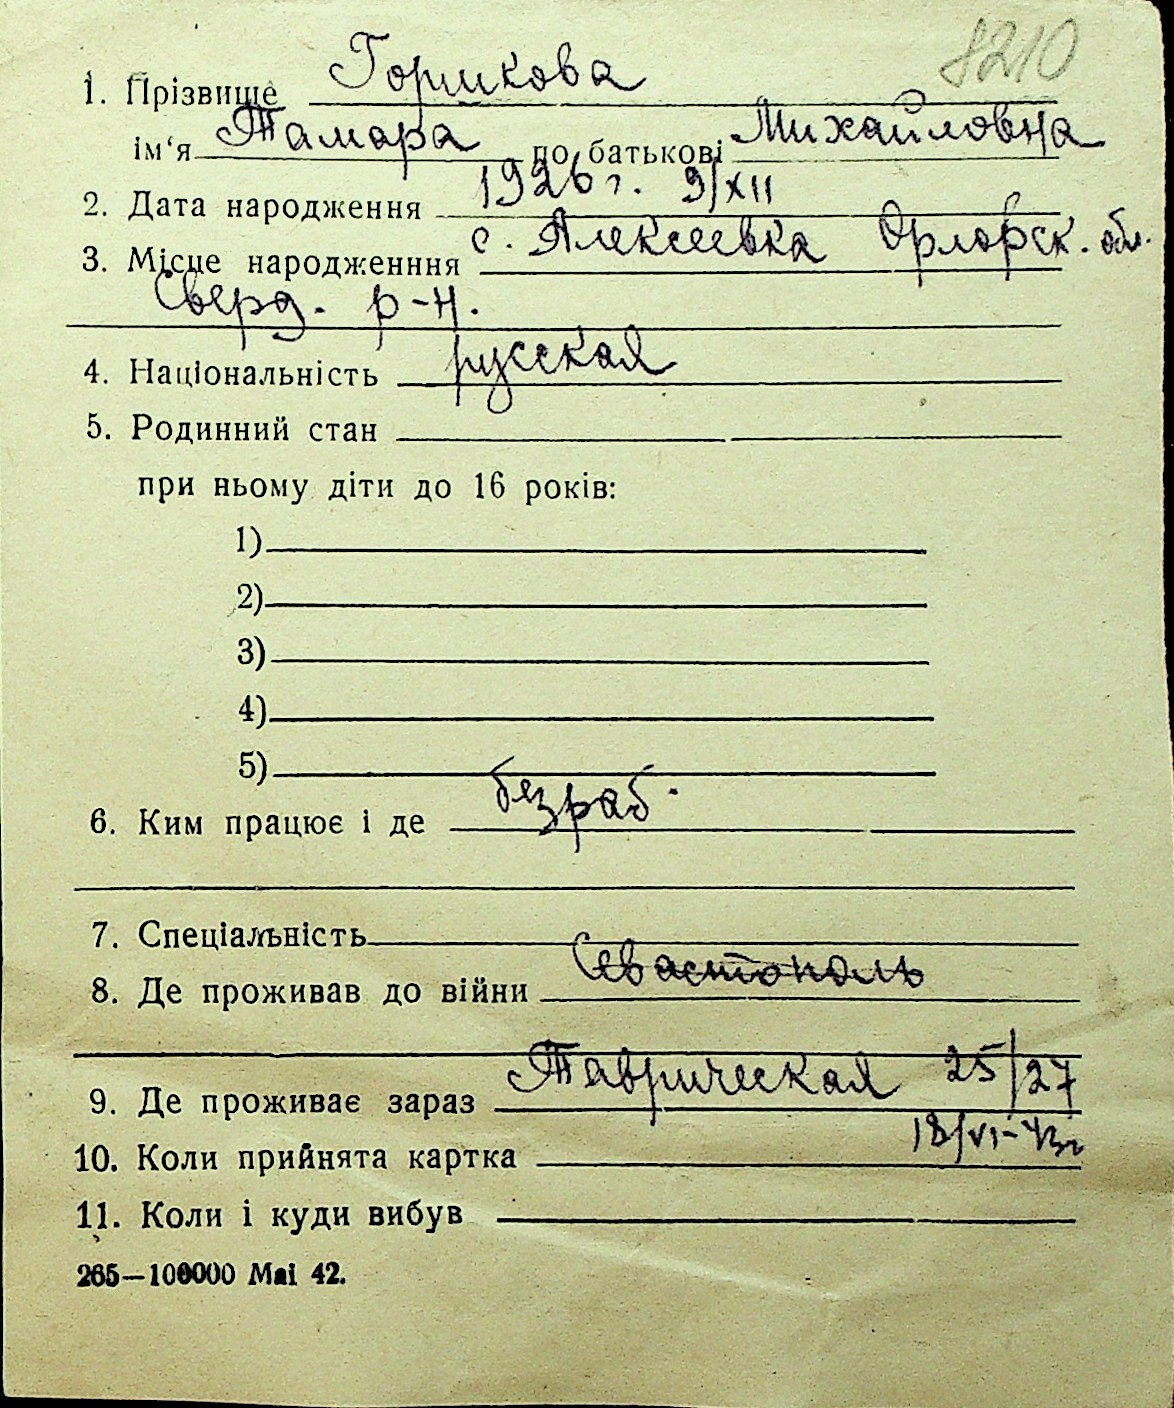 8210
1. Прізвище Горшкова
ім‘я Тамара по батькові Михайловна
2. Дата народження 1926 г. 9/XII
3. Місце народженння с. Алексеевка Орловск. обл.
Сверд. р-н.
4. Національність русская
5. Родинний стан
при ньому діти до 16 років:
1)
2)
3)
4)
5)
6. Ким працює і де безраб.
7. Спеціальність
8. Де проживав до війни Севастополь
9. Де проживає зараз Таврическая 25/27
10. Коли прийнята картка 18/VI-43г
11. Коли і куди вибув
265—100000 Mai 42.